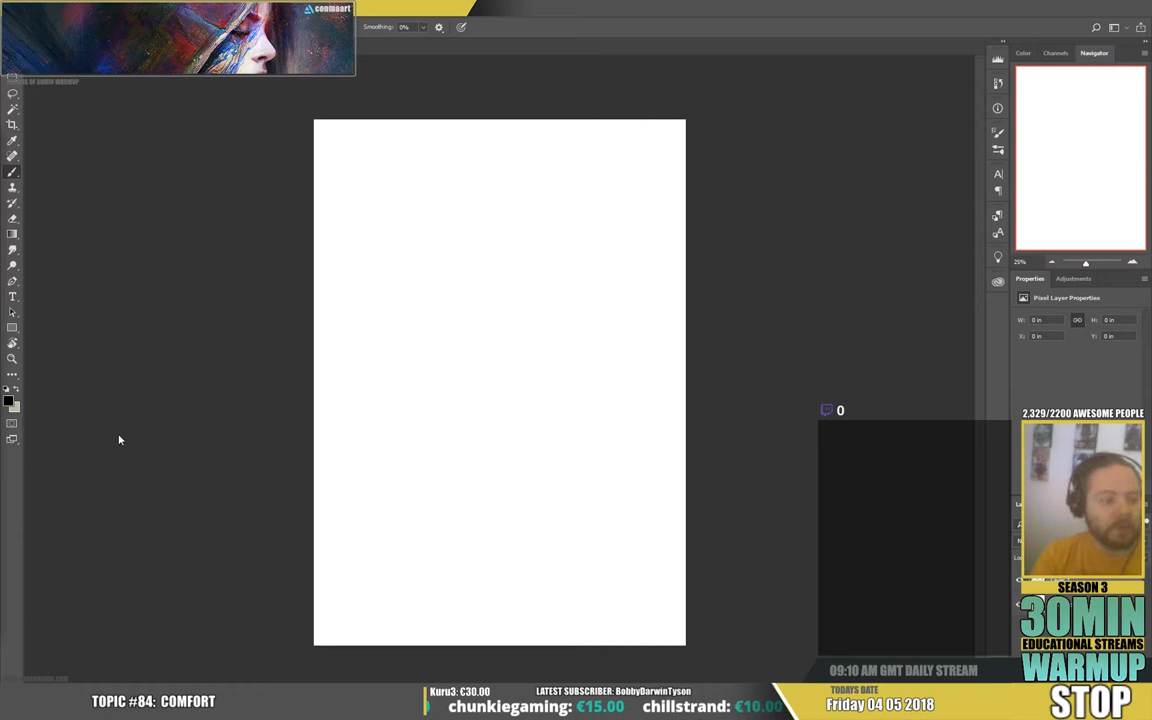 conmaart
Smoothing: 0%
S OF 30MIN WARMUP
Color Channels Navigator
25%
Properties Adjustments
Pixel Layer Properties
W: 0 in H: 0 in
X: 0 in Y: 0 in
0
2.329/2200 AWESOME PEOPLE
SEASON 3
30MIN
EDUCATIONAL STREAMS
WARMUP
STOP
09:10 AM GMT DAILY STREAM
TOPIC #84: COMFORT
Kuru3: €30.00
LATEST SUBSCRIBER: BobbyDarwinTyson
chunkiegaming: €15.00 chillstrand: €10.00
TODAYS DATE
Friday 04 05 2018